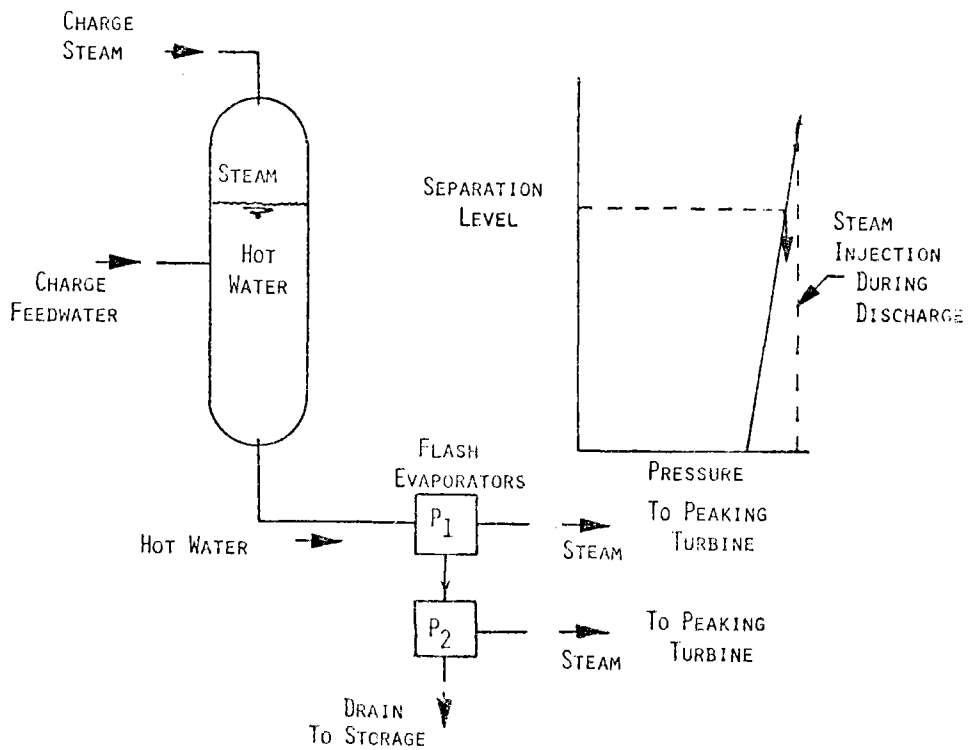 CHARGE
STEAM
STEAM
HOT
WATER
CHARGE
FEEDWATER
SEPARATION
LEVEL
STEAM
INJECTION
DURING
DISCHARGE
PRESSURE
FLASH
EVAPORATORS
P1
HOT WATER
STEAM
TO PEAKING
TURBINE
P2
STEAM
TO PEAKING
TURBINE
DRAIN
TO STORAGE